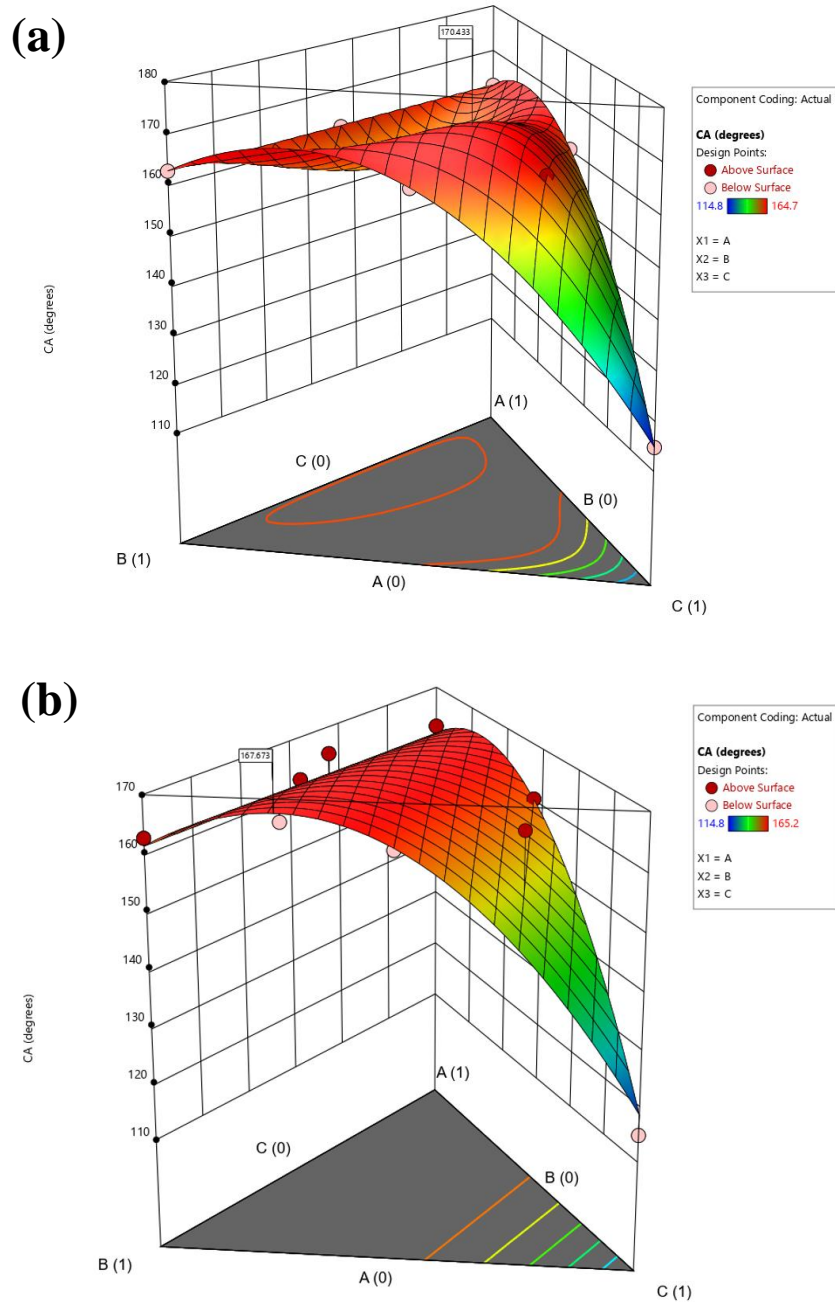 (a)
170.433
180
170
160
150
140
130
120
110
CA (degrees)
A (1)
C (0)
B (0)
B (1)
A (0)
C (1)
Component Coding: Actual
CA (degrees)
Design Points:
Above Surface
Below Surface
114.8 164.7
X1 = A
X2 = B
X3 = C
(b)
167.673
170
160
150
140
130
120
110
CA (degrees)
A (1)
C (0)
B (0)
B (1)
A (0)
C (1)
Component Coding: Actual
CA (degrees)
Design Points:
Above Surface
Below Surface
114.8 165.2
X1 = A
X2 = B
X3 = C